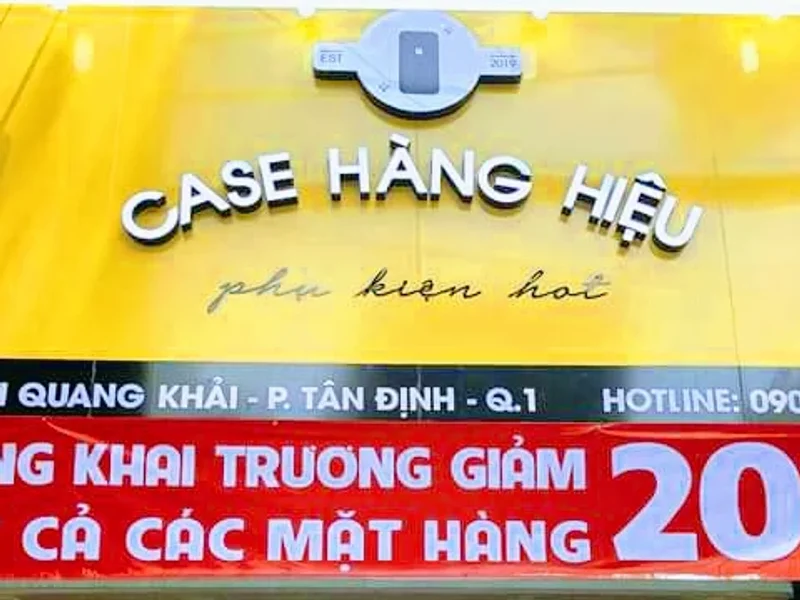 EST 2019
CASE HÀNG HIỆU
phụ kiện hot
QUANG KHẢI - P. TÂN ĐỊNH - Q.1 HOTLINE: 090
KHAI TRƯƠNG GIẢM 20
CẢ CÁC MẶT HÀNG